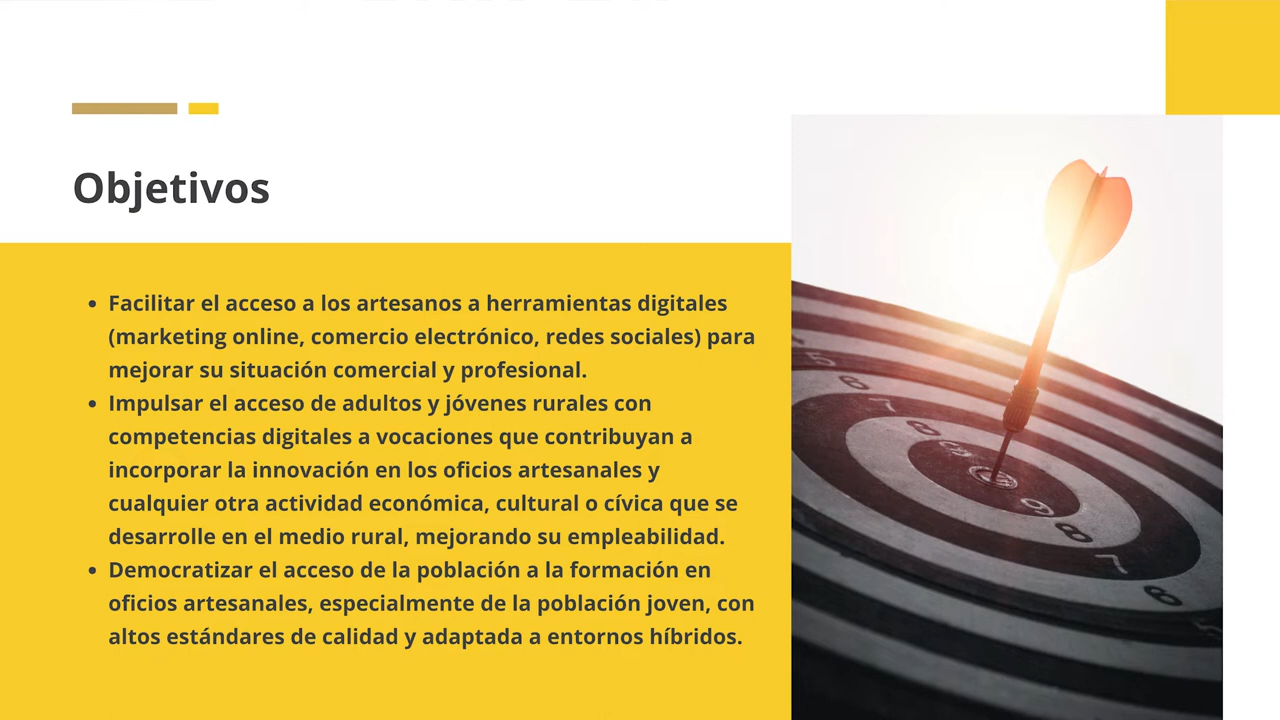 Objetivos
• Facilitar el acceso a los artesanos a herramientas digitales
(marketing online, comercio electrónico, redes sociales) para
mejorar su situación comercial y profesional.
• Impulsar el acceso de adultos y jóvenes rurales con
competencias digitales a vocaciones que contribuyan a
incorporar la innovación en los oficios artesanales y
cualquier otra actividad económica, cultural o cívica que se
desarrolle en el medio rural, mejorando su empleabilidad.
• Democratizar el acceso de la población a la formación en
oficios artesanales, especialmente de la población joven, con
altos estándares de calidad y adaptada a entornos híbridos.